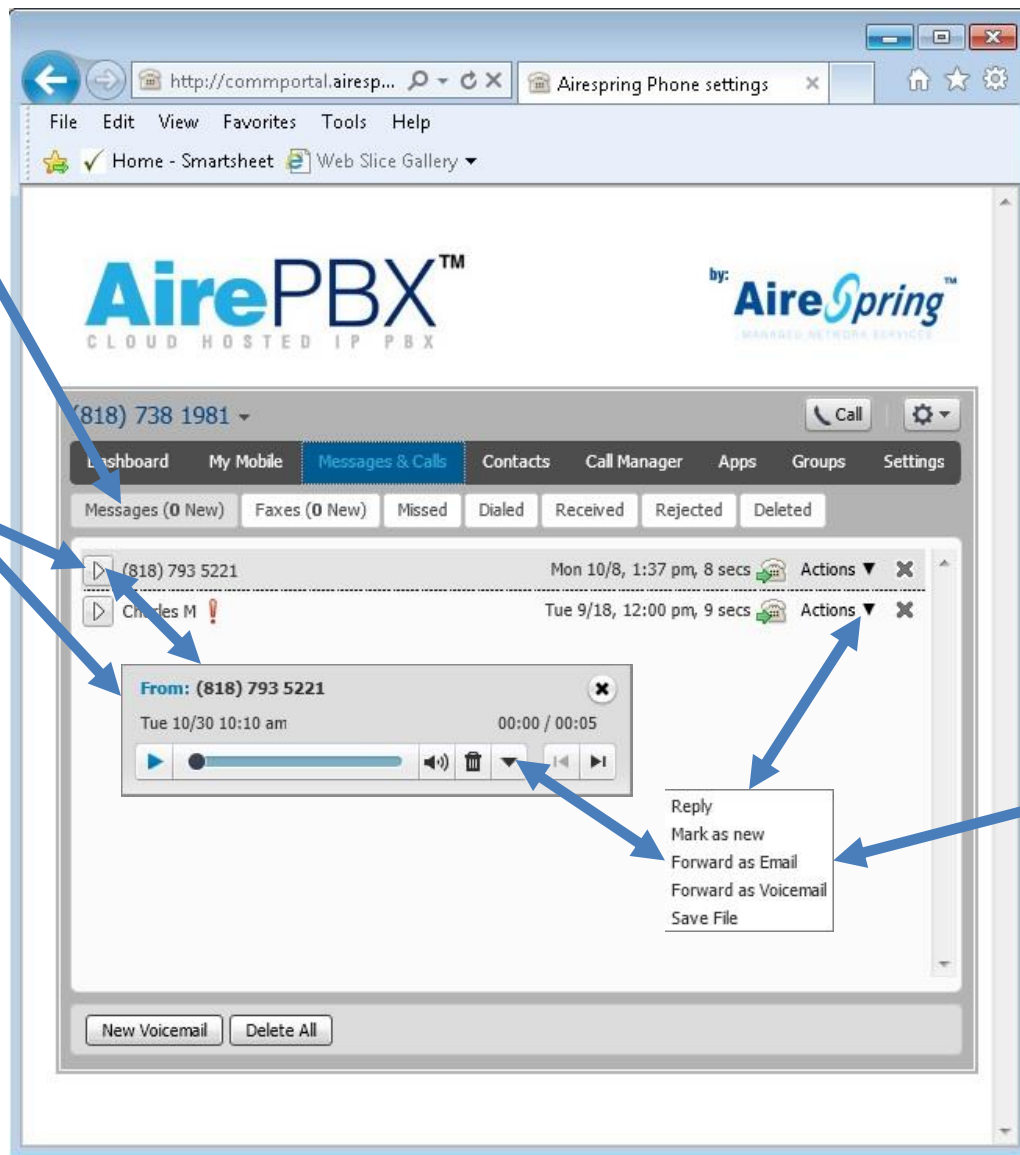 http://commportal.airesp...
Airespring Phone settings
File Edit View Favorites Tools Help
Home - Smartsheet Web Slice Gallery
AirePBX™
CLOUD HOSTED IP PBX
by:
AireSpring™
MANAGED NETWORK SERVICES
(818) 738 1981
Call
Dashboard My Mobile Messages & Calls Contacts Call Manager Apps Groups Settings
Messages (0 New) Faxes (0 New) Missed Dialed Received Rejected Deleted
(818) 793 5221 Mon 10/8, 1:37 pm, 8 secs Actions ▼
Charles M Tue 9/18, 12:00 pm, 9 secs Actions ▼
From: (818) 793 5221
Tue 10/30 10:10 am 00:00 / 00:05
Reply
Mark as new
Forward as Email
Forward as Voicemail
Save File
New Voicemail Delete All